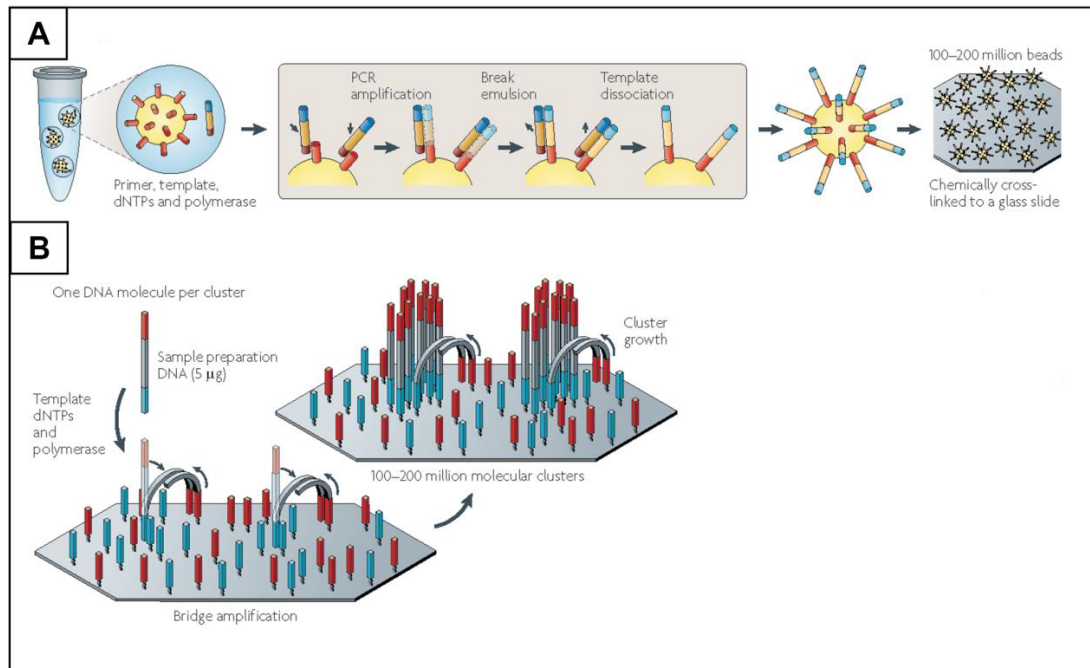 A
PCR
amplification
Break
emulsion
Template
dissociation
100–200 million beads
Primer, template,
dNTPs and polymerase
Chemically cross-
linked to a glass slide
B
One DNA molecule per cluster
Sample preparation
DNA (5 µg)
Template
dNTPs
and
polymerase
Cluster
growth
100–200 million molecular clusters
Bridge amplification